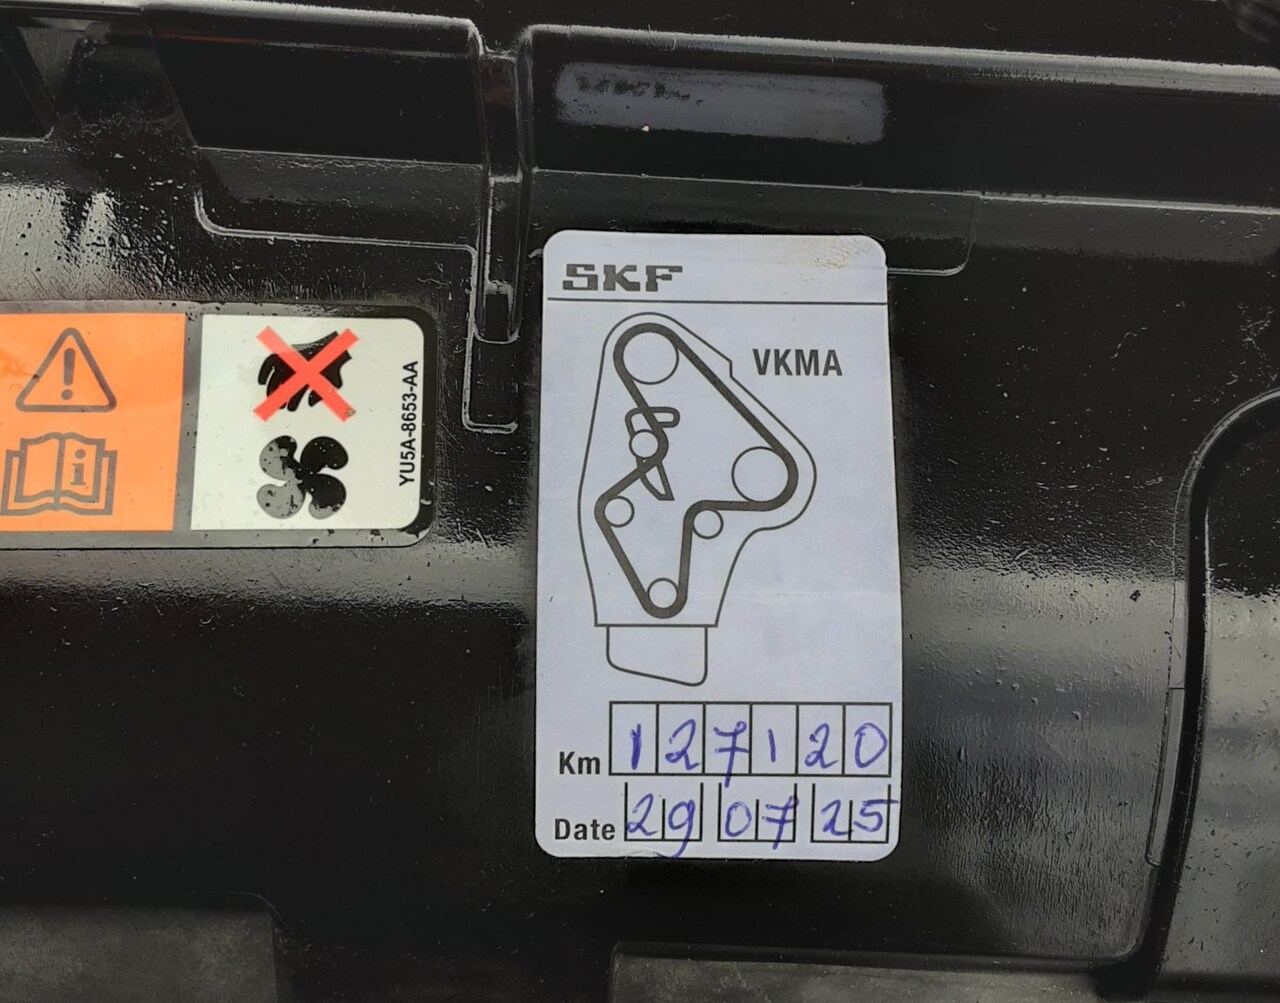 SKF
VKMA
YU5A-8653-AA
Km 127120
Date 29 07 25